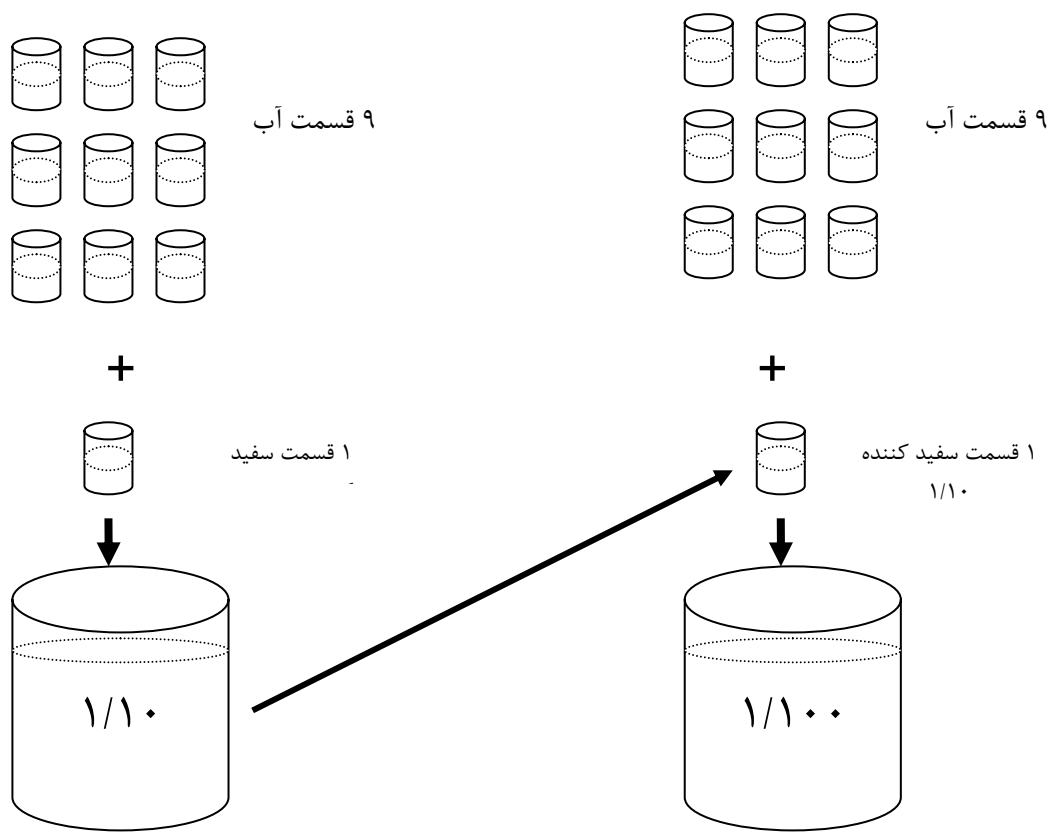 ۹ قسمت آب
+
۱ قسمت سفید
۱/۱۰
۹ قسمت آب
+
۱ قسمت سفید کننده
۱/۱۰
۱/۱۰۰